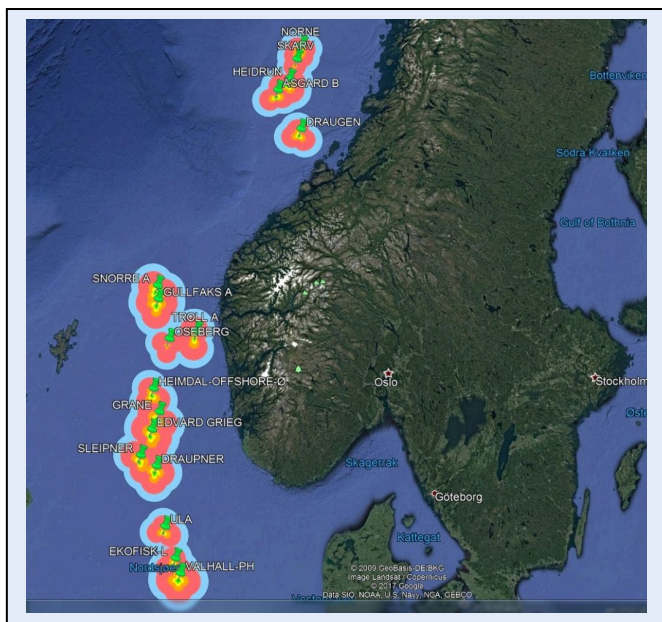 NORNE
SKARV
HEIDRUN
ÅSGARD B
DRAUGEN
Bottenviken
Södra Kvarken
Gulf of Bothnia
SNORRE A
GULLFAKS A
TROLL A
OSEBERG
HEIMDAL-OFFSHORE-Ø
GRANE
EDVARD GRIEG
SLEIPNER
DRAUPNER
Oslo
Stockholm
Skagerrak
Göteborg
ULA
Kattegat
EKOFISK-L
Nordsjøen
VALHALL-PH
© 2009 GeoBasis-DE/BKG
Image Landsat / Copernicus
© 2017 Google
Data SIO, NOAA, U.S. Navy, NGA, GEBCO